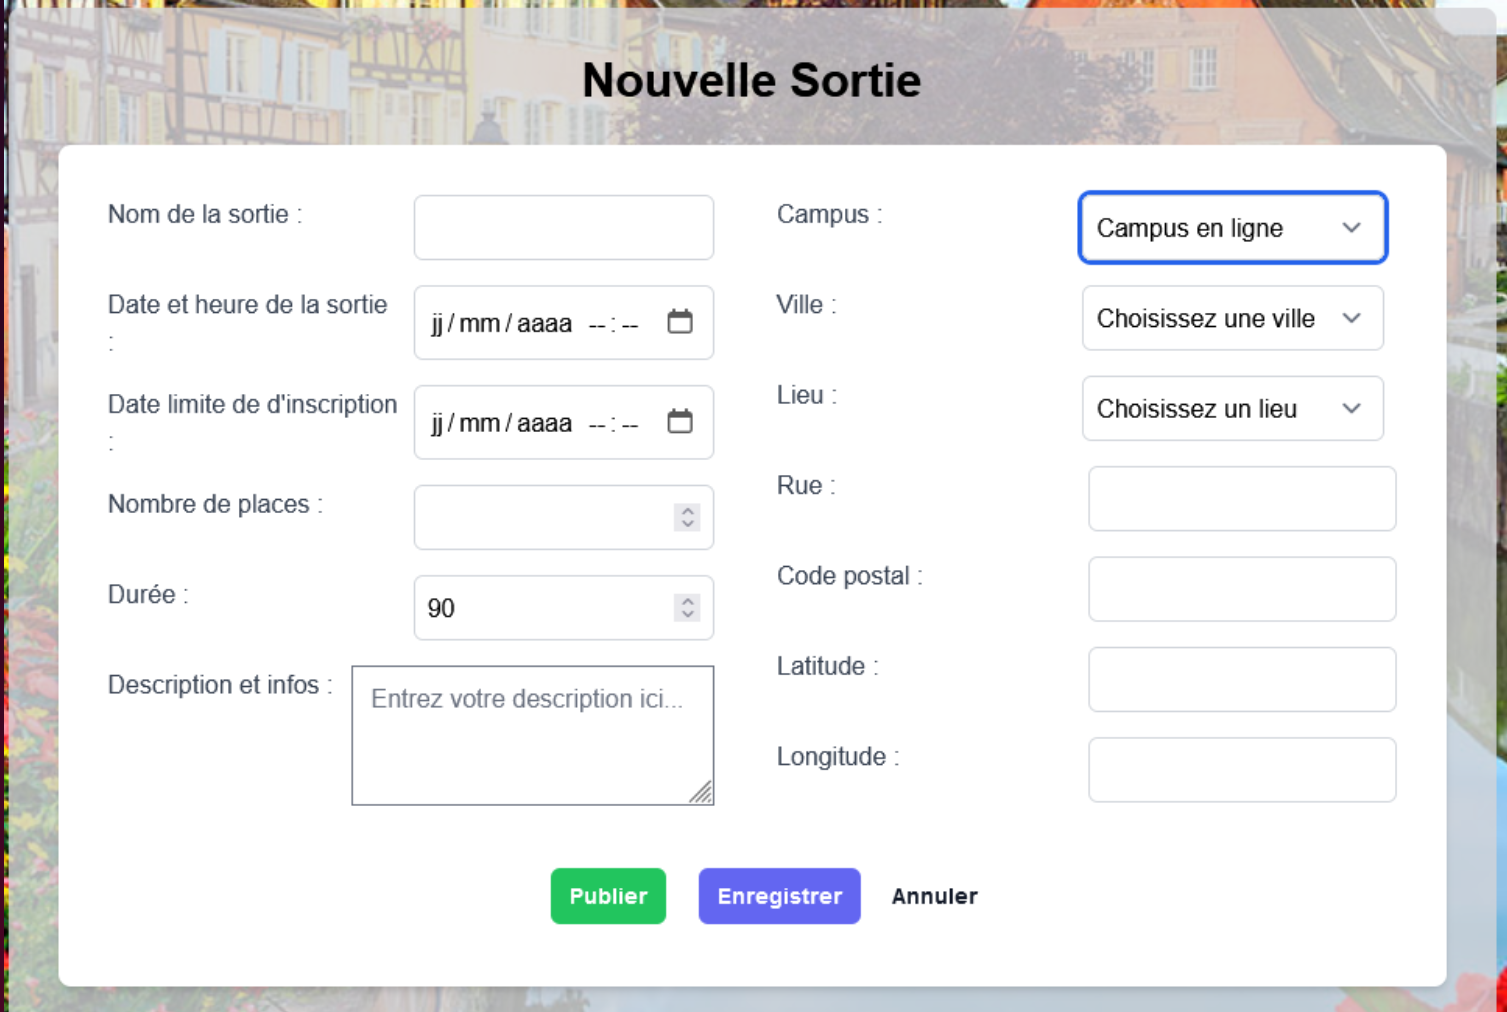 Nouvelle Sortie
Nom de la sortie :
Date et heure de la sortie
:
jj/mm/aaaa --:--
Date limite de d'inscription
:
jj/mm/aaaa --:--
Nombre de places :
Durée :
90
Description et infos :
Entrez votre description ici...
Campus :
Campus en ligne
Ville :
Choisissez une ville
Lieu :
Choisissez un lieu
Rue :
Code postal :
Latitude :
Longitude :
Publier
Enregistrer
Annuler